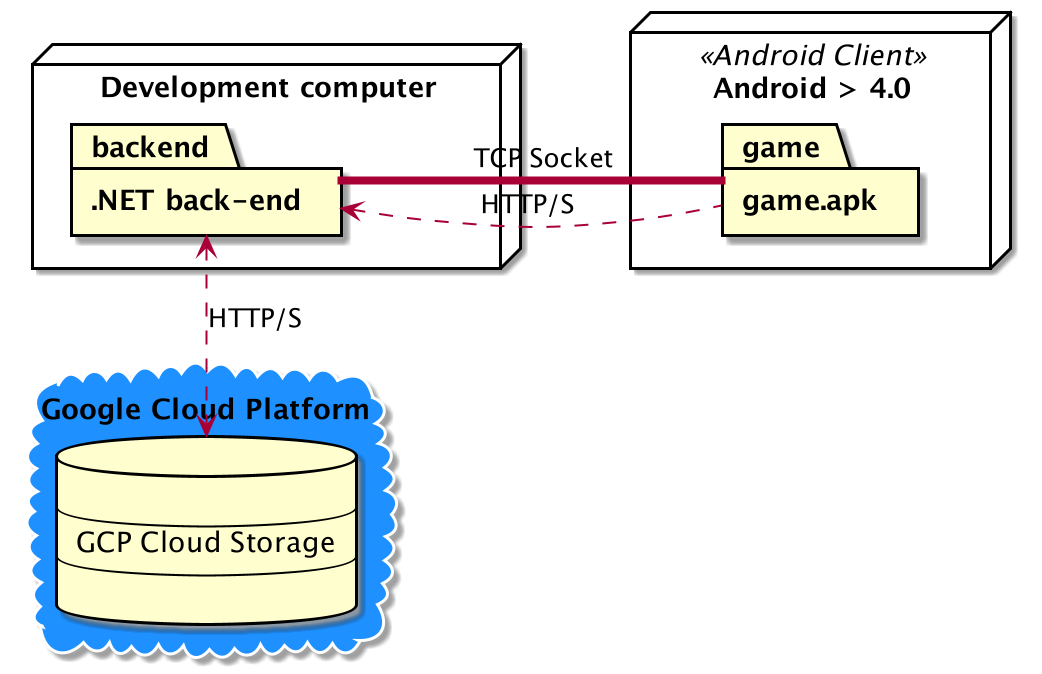 «Android Client»
Android > 4.0
Development computer
backend
.NET back-end
TCP Socket
HTTP/S
game
game.apk
HTTP/S
Google Cloud Platform
GCP Cloud Storage